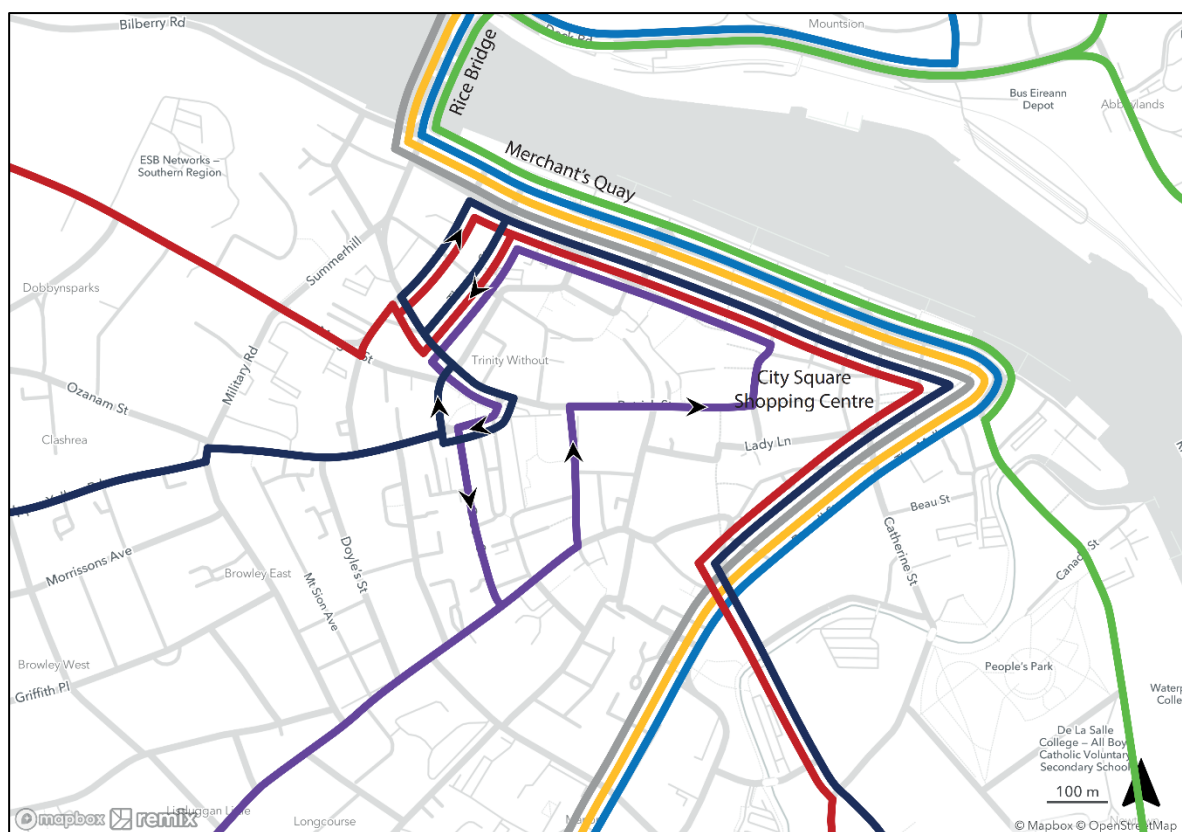 Bilberry Rd
Mountsion
Dock Rd
Rice Bridge
Bus Eireann
Depot
Abbeylands
ESB Networks –
Southern Region
Merchant's Quay
Summerhill
Dobbynsparks
Military Rd
Trinity Without
City Square
Shopping Centre
Ozanam St
Clashrea
Lady Ln
Beau St
Catherine St
Canada St
Morrissons Ave
Doyle's St
Browley East
Mt Sion Ave
Browley West
Griffith Pl
People's Park
De La Salle
College – All Boy
Catholic Voluntary
Secondary School
100 m
Longcourse
mapbox remix
© Mapbox © OpenStreetMap